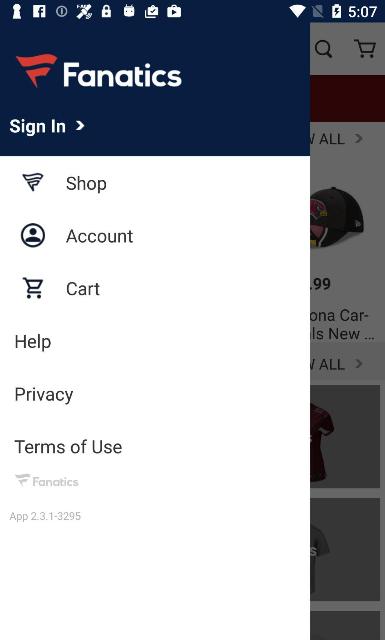 5:07
Fanatics
Sign In
Shop
Account
Cart
Help
Privacy
Terms of Use
Fanatics
App 2.3.1-3295
ALL
.99
ona Car-
ls New ...
ALL